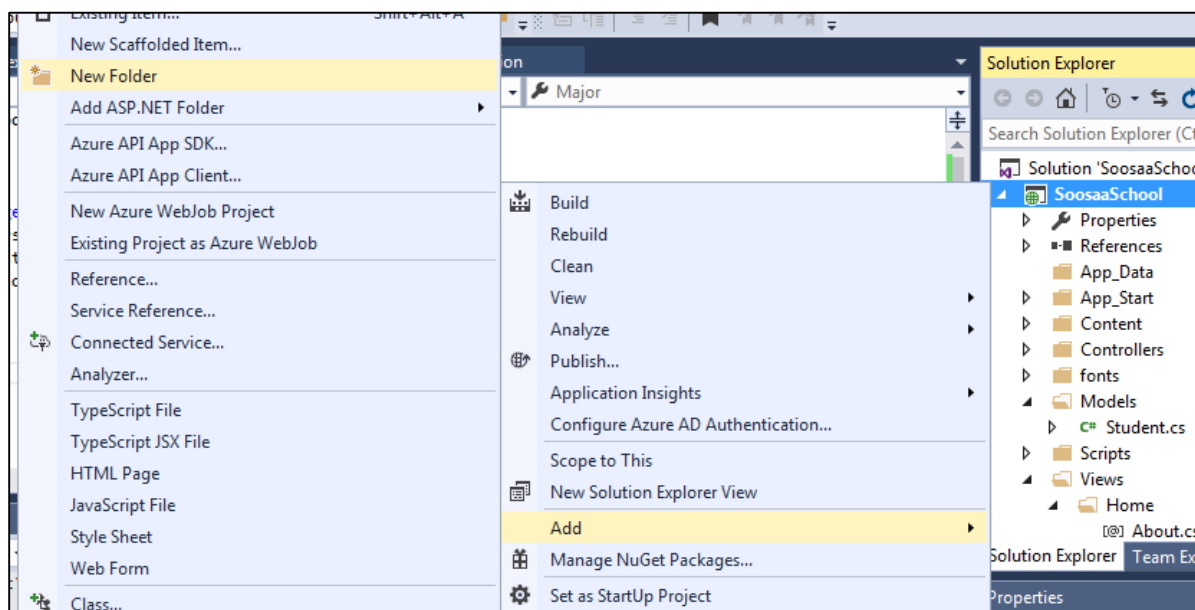 Existing Item...
Shift+Alt+A
New Scaffolded Item...
New Folder
Add ASP.NET Folder
Azure API App SDK...
Azure API App Client...
New Azure WebJob Project
Existing Project as Azure WebJob
Reference...
Service Reference...
Connected Service...
Analyzer...
TypeScript File
TypeScript JSX File
HTML Page
JavaScript File
Style Sheet
Web Form
Class...
on
Major
Build
Rebuild
Clean
View
Analyze
Publish...
Application Insights
Configure Azure AD Authentication...
Scope to This
New Solution Explorer View
Add
Manage NuGet Packages...
Set as StartUp Project
Solution Explorer
Search Solution Explorer (Ct
Solution 'SoosaaSchoo
SoosaaSchool
Properties
References
App_Data
App_Start
Content
Controllers
fonts
Models
C# Student.cs
Scripts
Views
Home
[@] About.cs
Solution Explorer
Team Ex
Properties